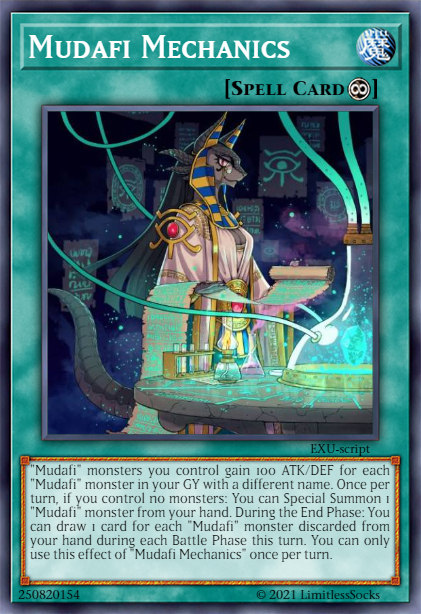 Mudafi Mechanics
魔
[Spell Card♾]
EXU-script
"Mudafi" monsters you control gain 100 ATK/DEF for each
"Mudafi" monster in your GY with a different name. Once per
turn, if you control no monsters: You can Special Summon 1
"Mudafi" monster from your hand. During the End Phase: You
can draw 1 card for each "Mudafi" monster discarded from
your hand during each Battle Phase this turn. You can only
use this effect of "Mudafi Mechanics" once per turn.
250820154
© 2021 LimitlessSocks